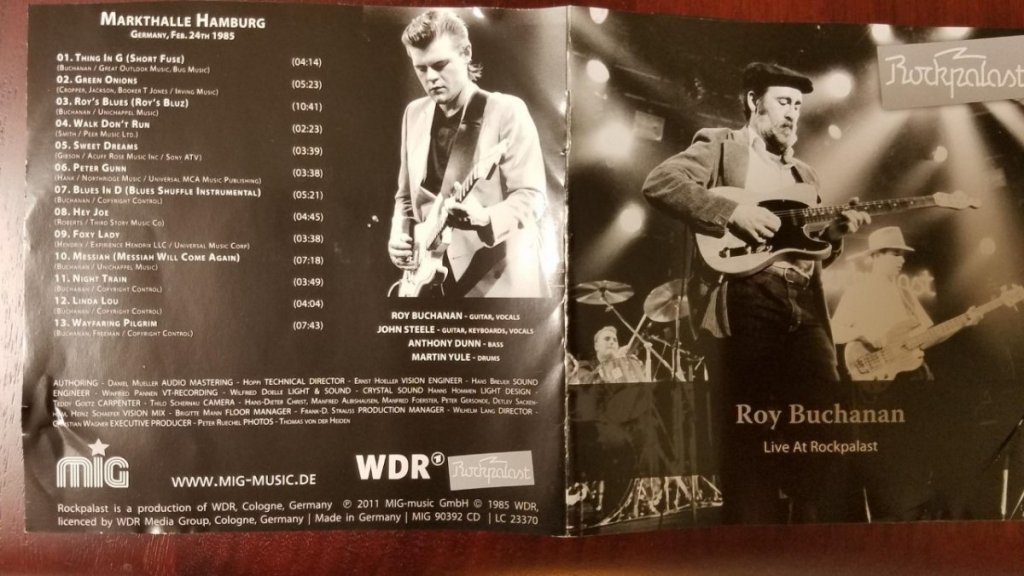 Markthalle Hamburg
Germany, Feb. 24th 1985
01. Thing In G (Short Fuse) (04:14)
(Buchanan / Great Outlook Music, Bug Music)
02. Green Onions (05:23)
(Cropper, Jackson, Booker T Jones / Irving Music)
03. Roy's Blues (Roy's Bluz) (10:41)
(Buchanan / Unichappel Music)
04. Walk Don't Run (02:23)
(Smith / Peer Music Ltd.)
05. Sweet Dreams (03:39)
(Gibson / Acuff Rose Music Inc / Sony ATV)
06. Peter Gunn (03:38)
(Hank / Northridge Music / Universal MCA Music Publishing)
07. Blues In D (Blues Shuffle Instrumental) (05:21)
(Buchanan / Copyright Control)
08. Hey Joe (04:45)
(Roberts / Third Story Music Co)
09. Foxy Lady (03:38)
(Hendrix / Experience Hendrix LLC / Universal Music Corp)
10. Messiah (Messiah Will Come Again) (07:18)
(Buchanan / Unichappel Music)
11. Night Train (03:49)
(Buchanan / Copyright Control)
12. Linda Lou (04:04)
(Buchanan / Copyright Control)
13. Wayfaring Pilgrim (07:43)
(Buchanan, Freeman / Copyright Control)
ROY BUCHANAN - GUITAR, VOCALS
JOHN STEELE - GUITAR, KEYBOARDS, VOCALS
ANTHONY DUNN - BASS
MARTIN YULE - DRUMS
AUTHORING - Daniel Mueller AUDIO MASTERING - Hoppi TECHNICAL DIRECTOR - Ernst Hoeller VISION ENGINEER - Hans Breuer SOUND
ENGINEER - Winfried Pannen VT-RECORDING - Wilfried Doelle LIGHT & SOUND - CRYSTAL SOUND Hanns Hommen LIGHT DESIGN -
Teddy Goetz CARPENTER - Thilo Schiernau CAMERA - Hans-Dieter Christ, Manfred Albishausen, Manfred Foerster, Peter Gersonde, Detlev
Heinz Schaefer VISION MIX - Brigitte Mann FLOOR MANAGER - Frank-D. Strauss PRODUCTION MANAGER - Wilhelm Lang DIRECTOR -
Christian Wagner EXECUTIVE PRODUCER - Peter Ruechel PHOTOS - Thomas von der Heiden
MIG
WWW.MIG-MUSIC.DE
WDR
Rockpalast
Rockpalast is a production of WDR, Cologne, Germany ℗ 2011 MIG-music GmbH © 1985 WDR,
licenced by WDR Media Group, Cologne, Germany | Made in Germany | MIG 90392 CD | LC 23370
Rockpalast
Roy Buchanan
Live At Rockpalast